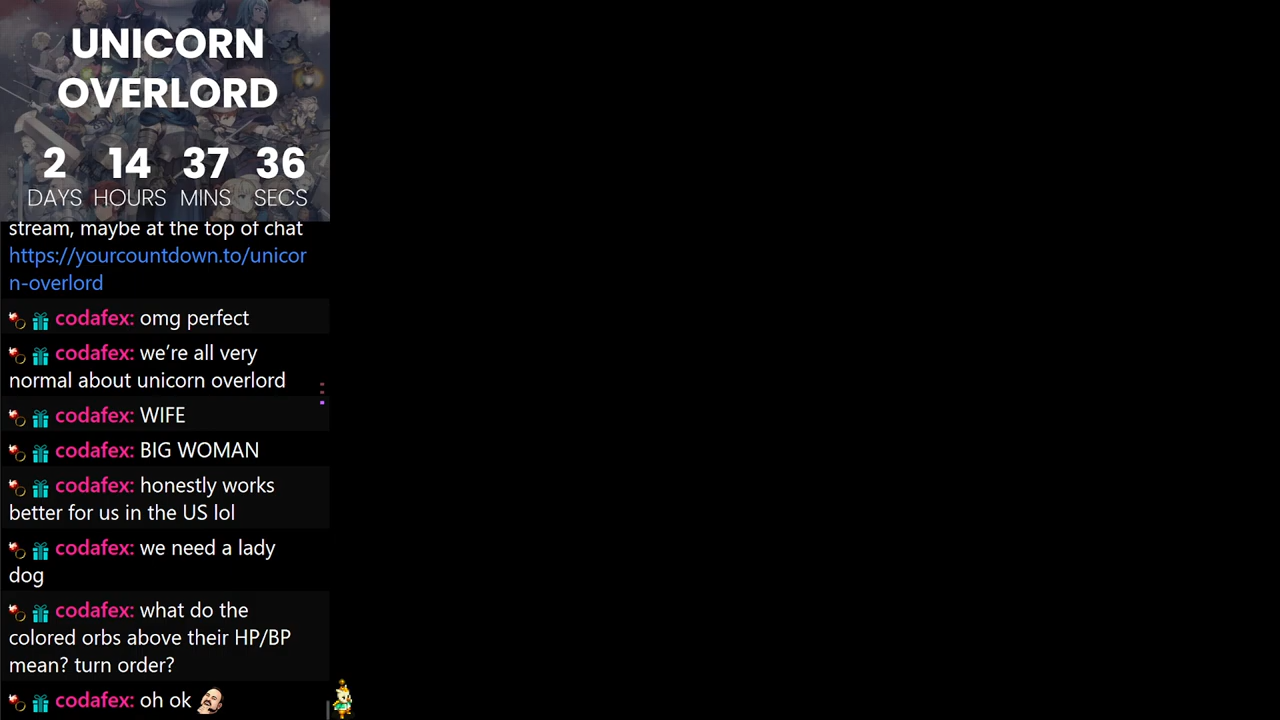 UNICORN
OVERLORD
2 14 37 36
DAYS HOURS MINS SECS
stream, maybe at the top of chat
https://yourcountdown.to/unicor
n-overlord
codafex: omg perfect
codafex: we’re all very
normal about unicorn overlord
codafex: WIFE
codafex: BIG WOMAN
codafex: honestly works
better for us in the US lol
codafex: we need a lady
dog
codafex: what do the
colored orbs above their HP/BP
mean? turn order?
codafex: oh ok